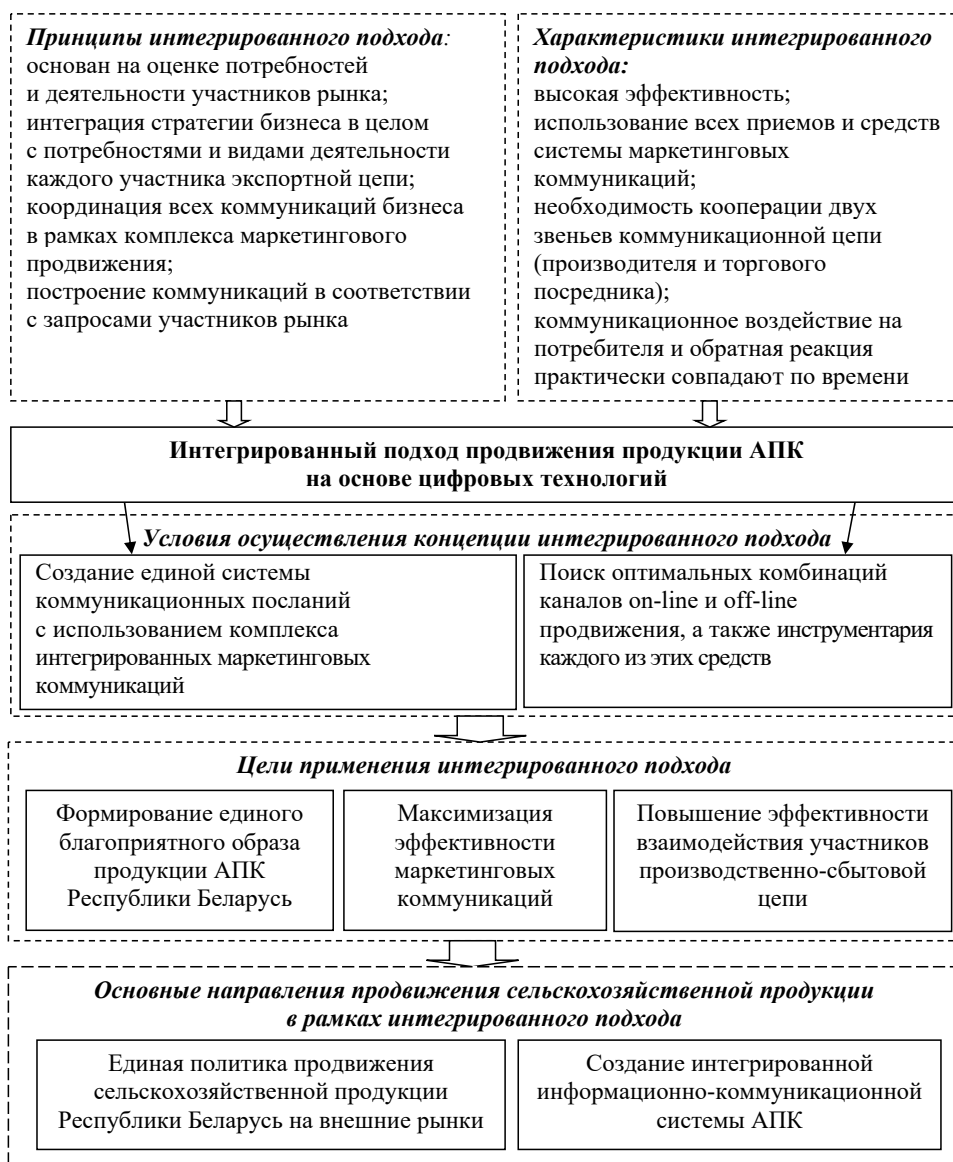 Принципы интегрированного подхода:
основан на оценке потребностей
и деятельности участников рынка;
интеграция стратегии бизнеса в целом
с потребностями и видами деятельности
каждого участника экспортной цепи;
координация всех коммуникаций бизнеса
в рамках комплекса маркетингового
продвижения;
построение коммуникаций в соответствии
с запросами участников рынка
Характеристики интегрированного
подхода:
высокая эффективность;
использование всех приемов и средств
системы маркетинговых
коммуникаций;
необходимость кооперации двух
звеньев коммуникационной цепи
(производителя и торгового
посредника);
коммуникационное воздействие на
потребителя и обратная реакция
практически совпадают по времени
Интегрированный подход продвижения продукции АПК
на основе цифровых технологий
Условия осуществления концепции интегрированного подхода
Создание единой системы
коммуникационных посланий
с использованием комплекса
интегрированных маркетинговых
коммуникаций
Поиск оптимальных комбинаций
каналов on-line и off-line
продвижения, а также инструментария
каждого из этих средств
Цели применения интегрированного подхода
Формирование единого
благоприятного образа
продукции АПК
Республики Беларусь
Максимизация
эффективности
маркетинговых
коммуникаций
Повышение эффективности
взаимодействия участников
производственно-сбытовой
цепи
Основные направления продвижения сельскохозяйственной продукции
в рамках интегрированного подхода
Единая политика продвижения
сельскохозяйственной продукции
Республики Беларусь на внешние рынки
Создание интегрированной
информационно-коммуникационной
системы АПК